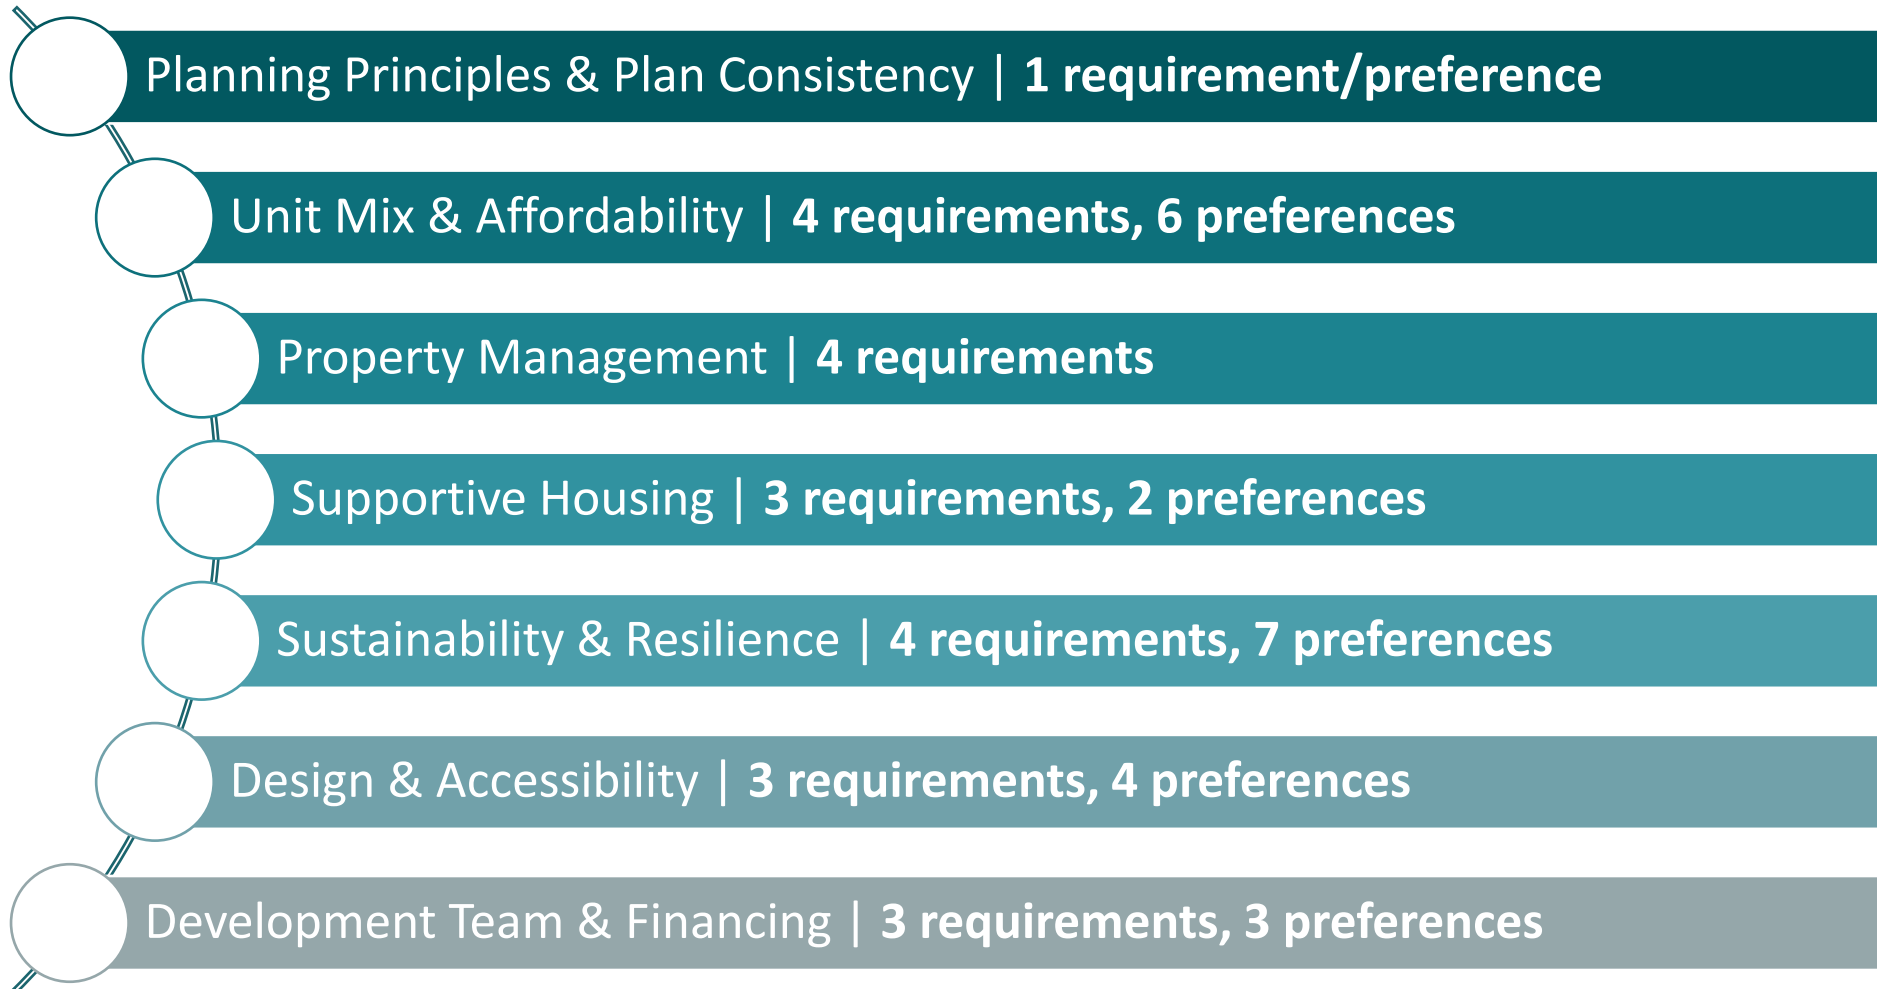 Planning Principles & Plan Consistency | 1 requirement/preference
Unit Mix & Affordability | 4 requirements, 6 preferences
Property Management | 4 requirements
Supportive Housing | 3 requirements, 2 preferences
Sustainability & Resilience | 4 requirements, 7 preferences
Design & Accessibility | 3 requirements, 4 preferences
Development Team & Financing | 3 requirements, 3 preferences